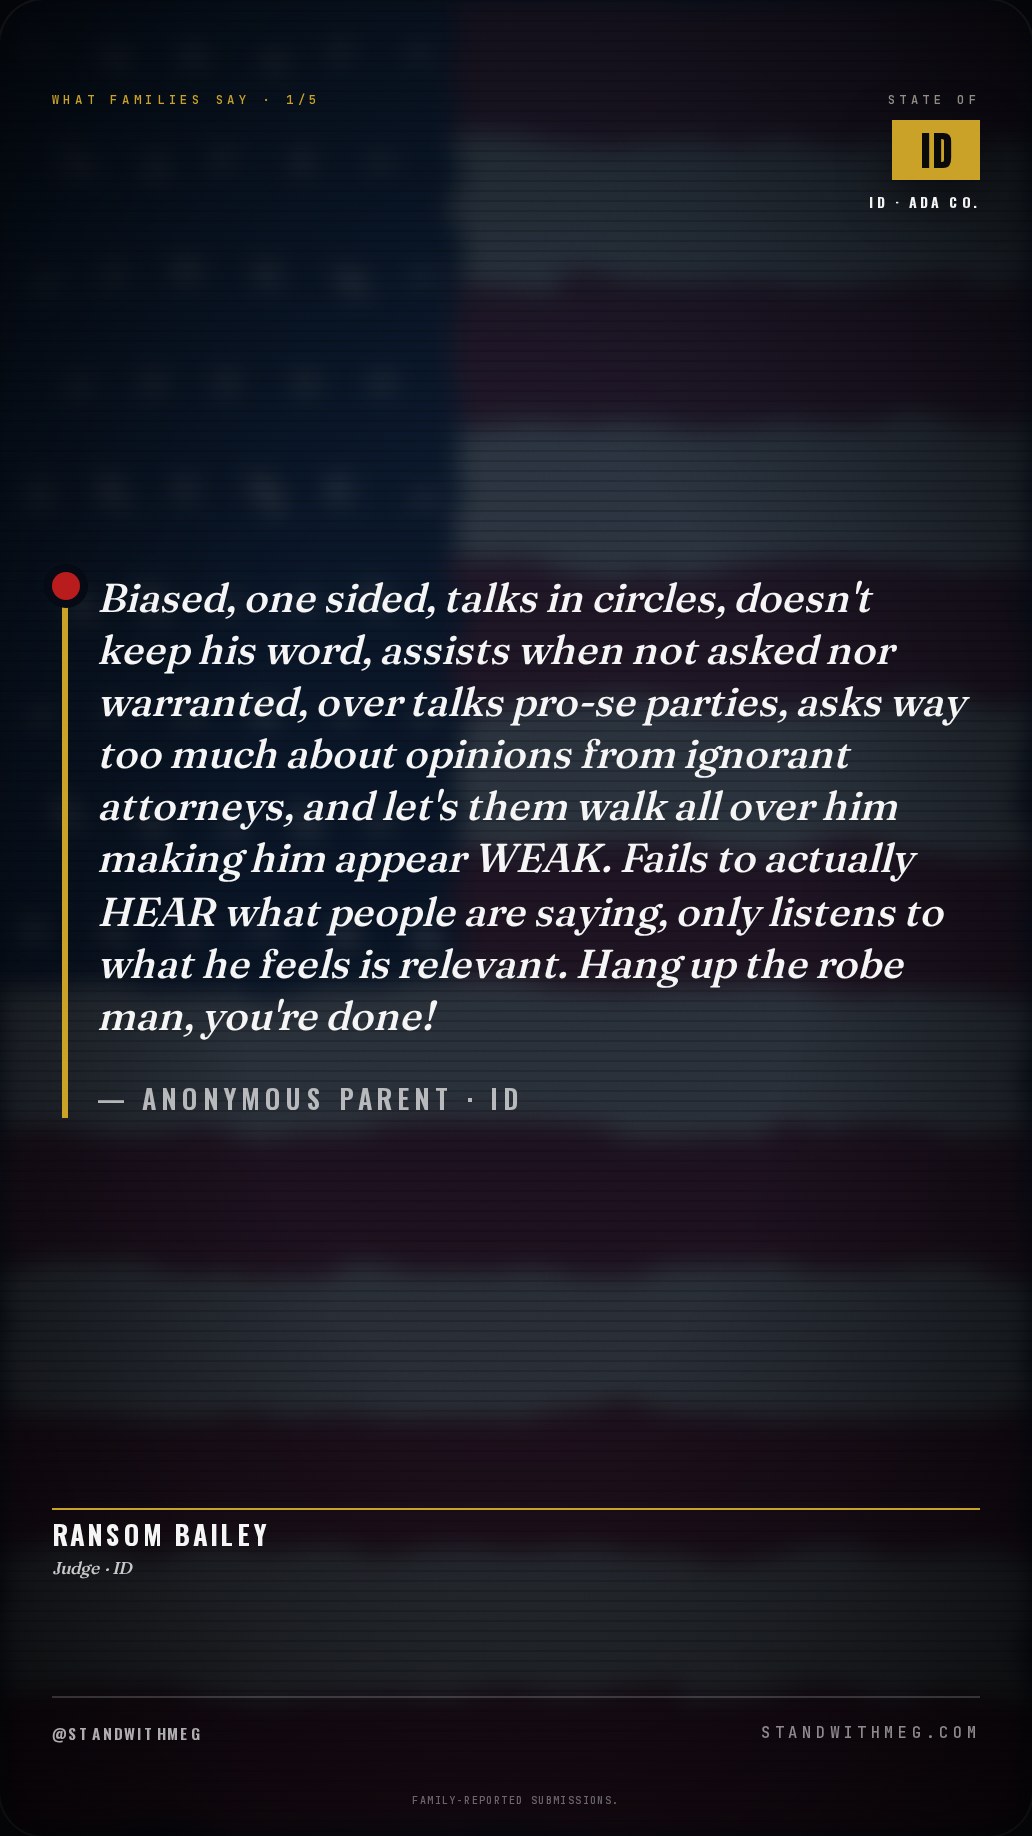 WHAT FAMILIES SAY · 1/5
STATE OF
ID
ID · ADA CO.
Biased, one sided, talks in circles, doesn't
keep his word, assists when not asked nor
warranted, over talks pro-se parties, asks way
too much about opinions from ignorant
attorneys, and let's them walk all over him
making him appear WEAK. Fails to actually
HEAR what people are saying, only listens to
what he feels is relevant. Hang up the robe
man, you're done!
— ANONYMOUS PARENT · ID
RANSOM BAILEY
Judge · ID
@STANDWITHMEG
STANDWITHMEG.COM
FAMILY-REPORTED SUBMISSIONS.